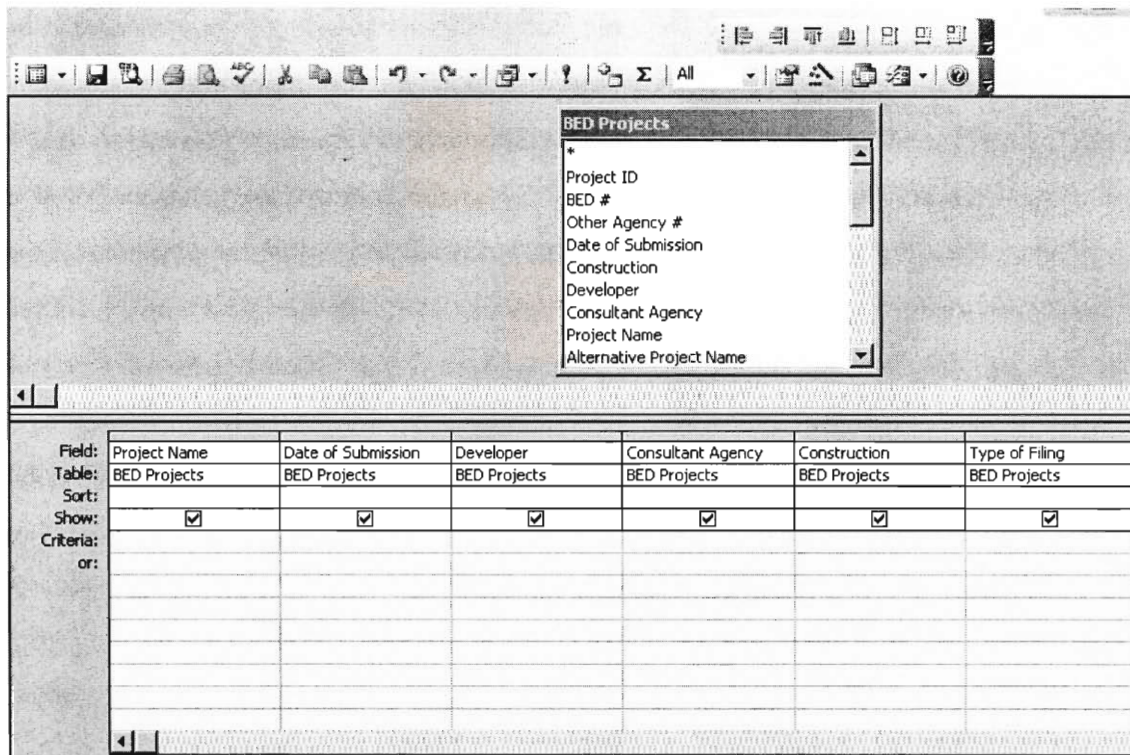 All
BED Projects
*
Project ID
BED #
Other Agency #
Date of Submission
Construction
Developer
Consultant Agency
Project Name
Alternative Project Name
Field: Project Name Date of Submission Developer Consultant Agency Construction Type of Filing
Table: BED Projects BED Projects BED Projects BED Projects BED Projects BED Projects
Sort:
Show:
Criteria:
or: